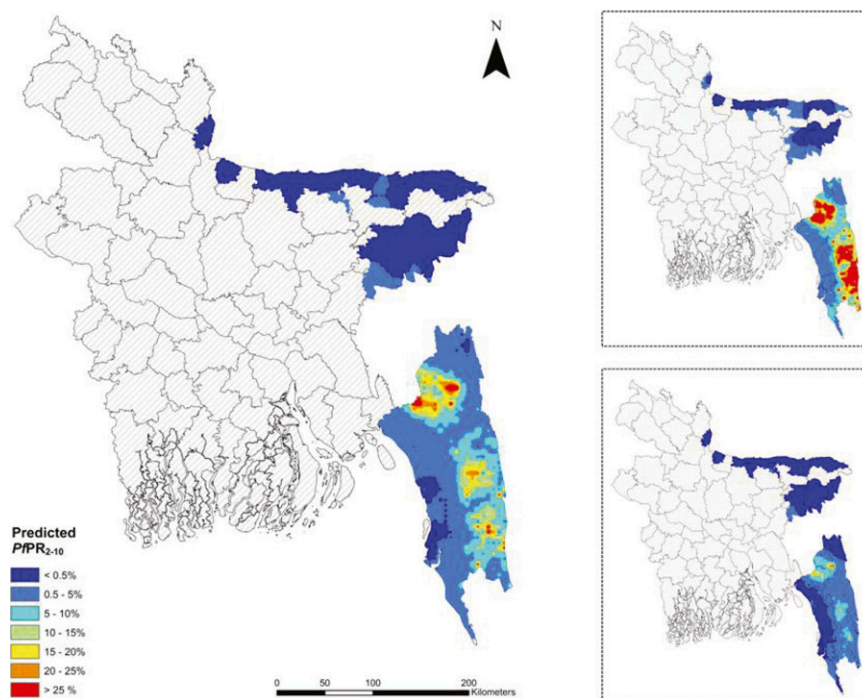 N
Predicted
PfPR2-10
< 0.5%
0.5 - 5%
5 - 10%
10 - 15%
15 - 20%
20 - 25%
> 25 %
0 50 100 200
Kilometers